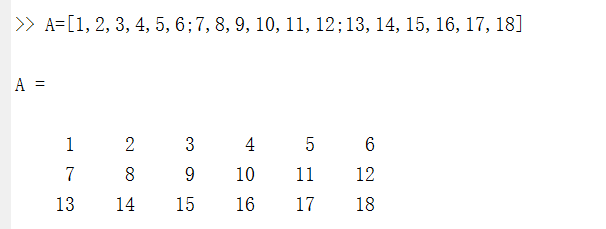 >> A=[1,2,3,4,5,6;7,8,9,10,11,12;13,14,15,16,17,18]
A =
1 2 3 4 5 6
7 8 9 10 11 12
13 14 15 16 17 18